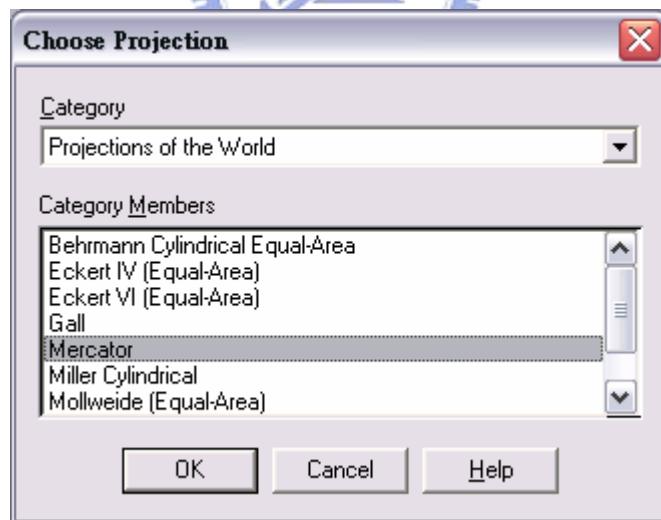 Choose Projection
Category
Projections of the World
Category Members
Behrmann Cylindrical Equal-Area
Eckert IV (Equal-Area)
Eckert VI (Equal-Area)
Gall
Mercator
Miller Cylindrical
Mollweide (Equal-Area)
OK Cancel Help